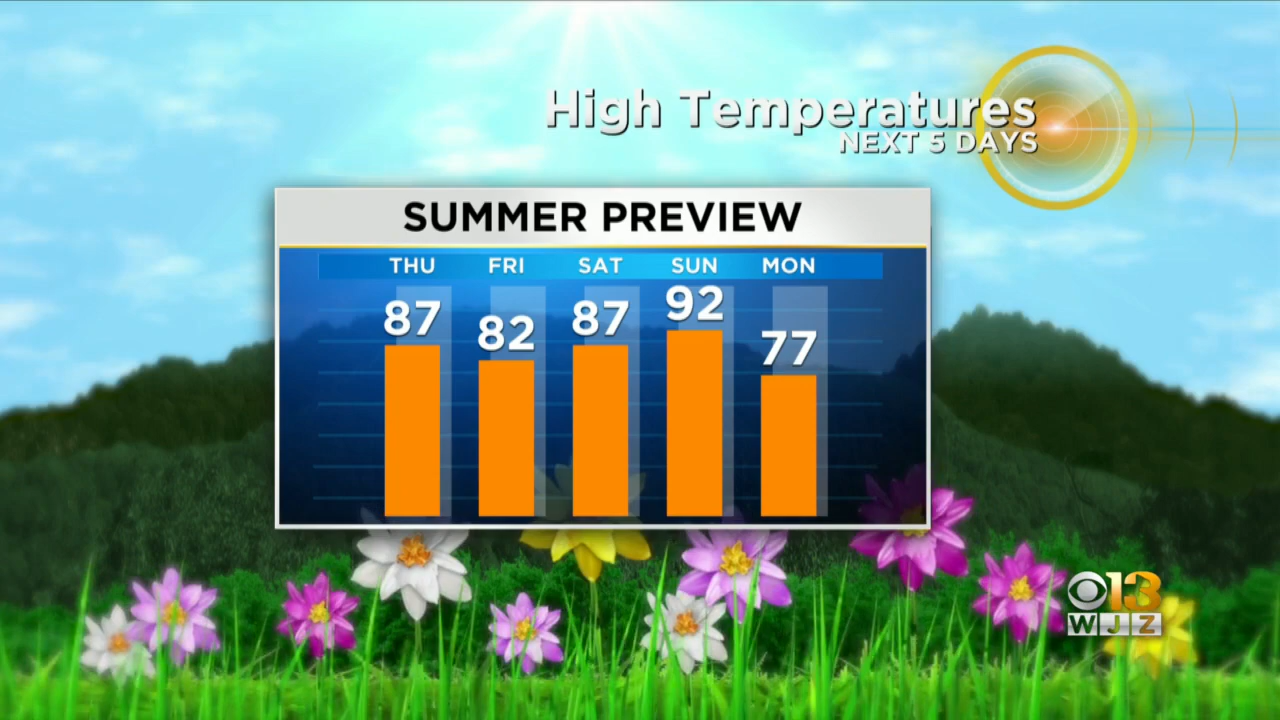 High Temperatures
NEXT 5 DAYS
SUMMER PREVIEW
THU FRI SAT SUN MON
87 82 87 92 77
13
WJZ